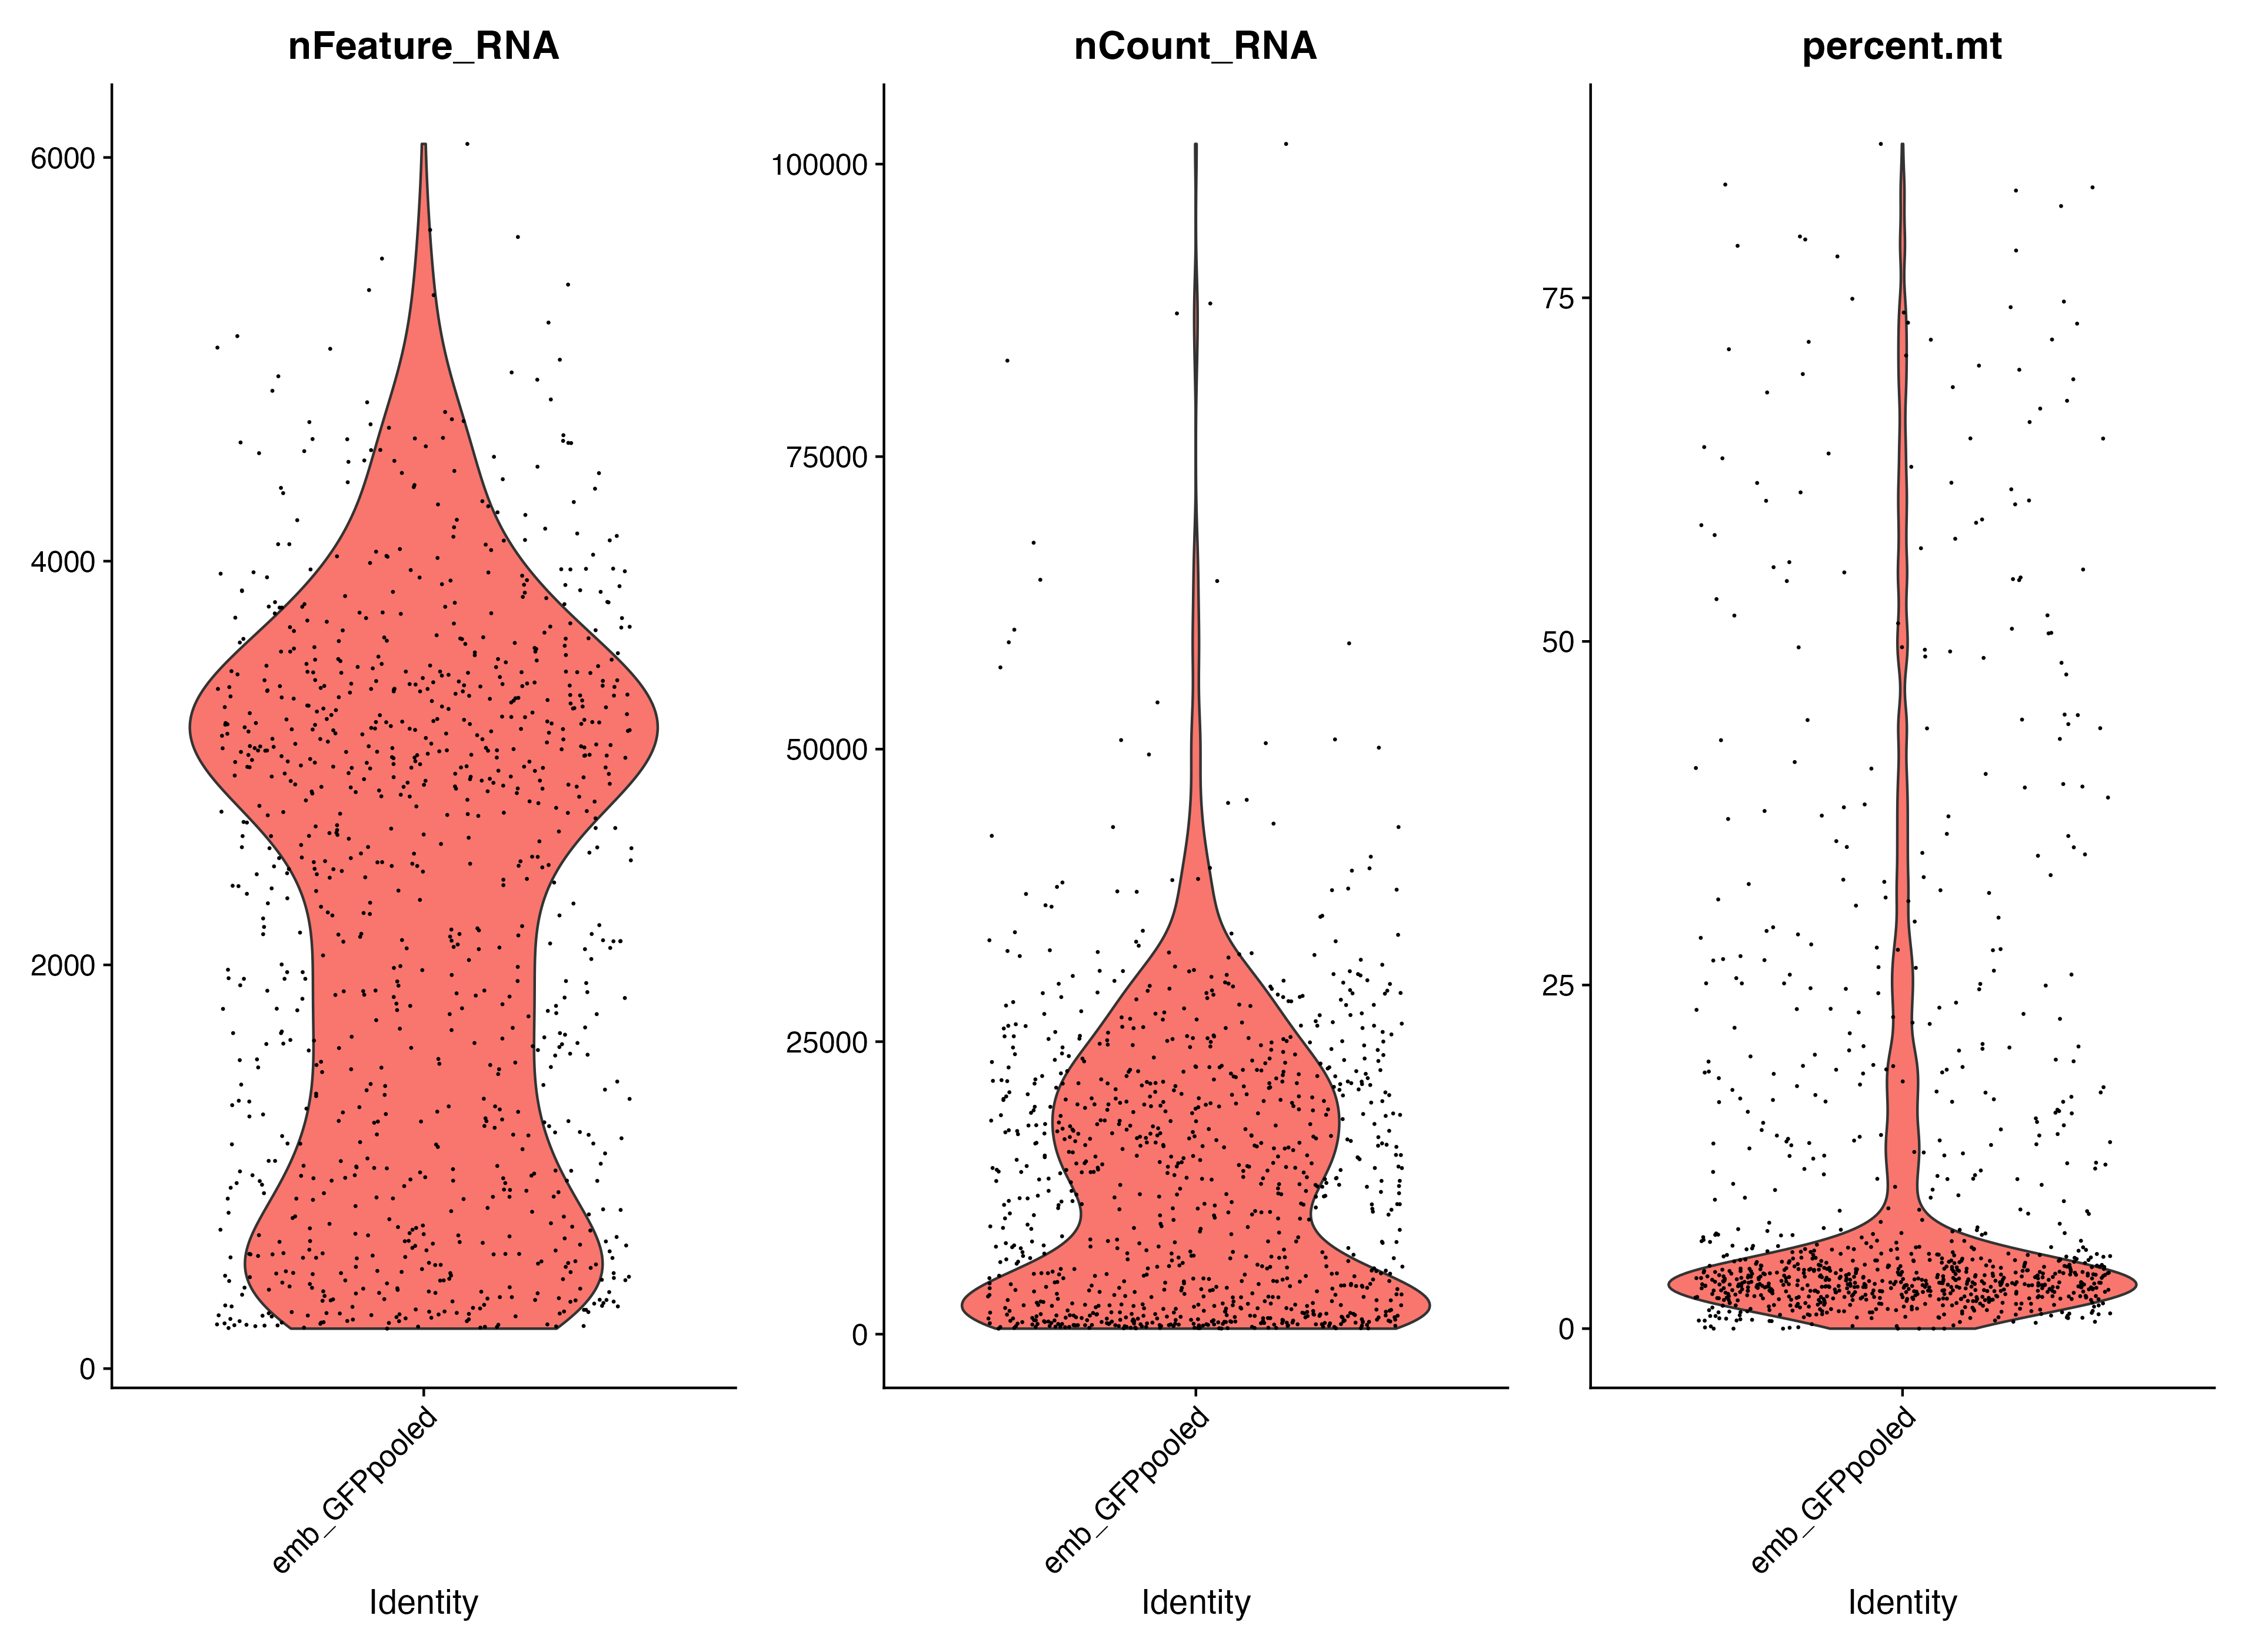 nFeature_RNA
6000
4000
2000
0
emb_GFPpooled
Identity
nCount_RNA
100000
75000
50000
25000
0
emb_GFPpooled
Identity
percent.mt
75
50
25
0
emb_GFPpooled
Identity